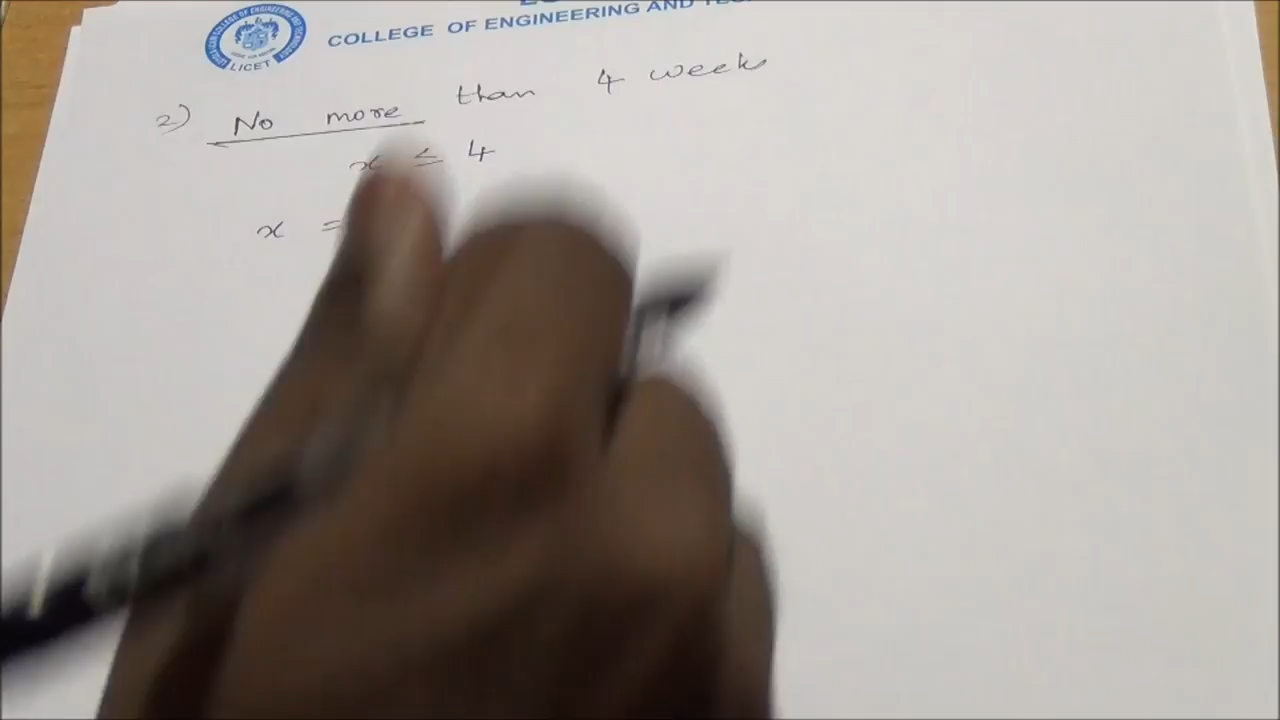 COLLEGE OF ENGINEERING AND
LICET
2) No more than 4 weeks
x ≤ 4
x =